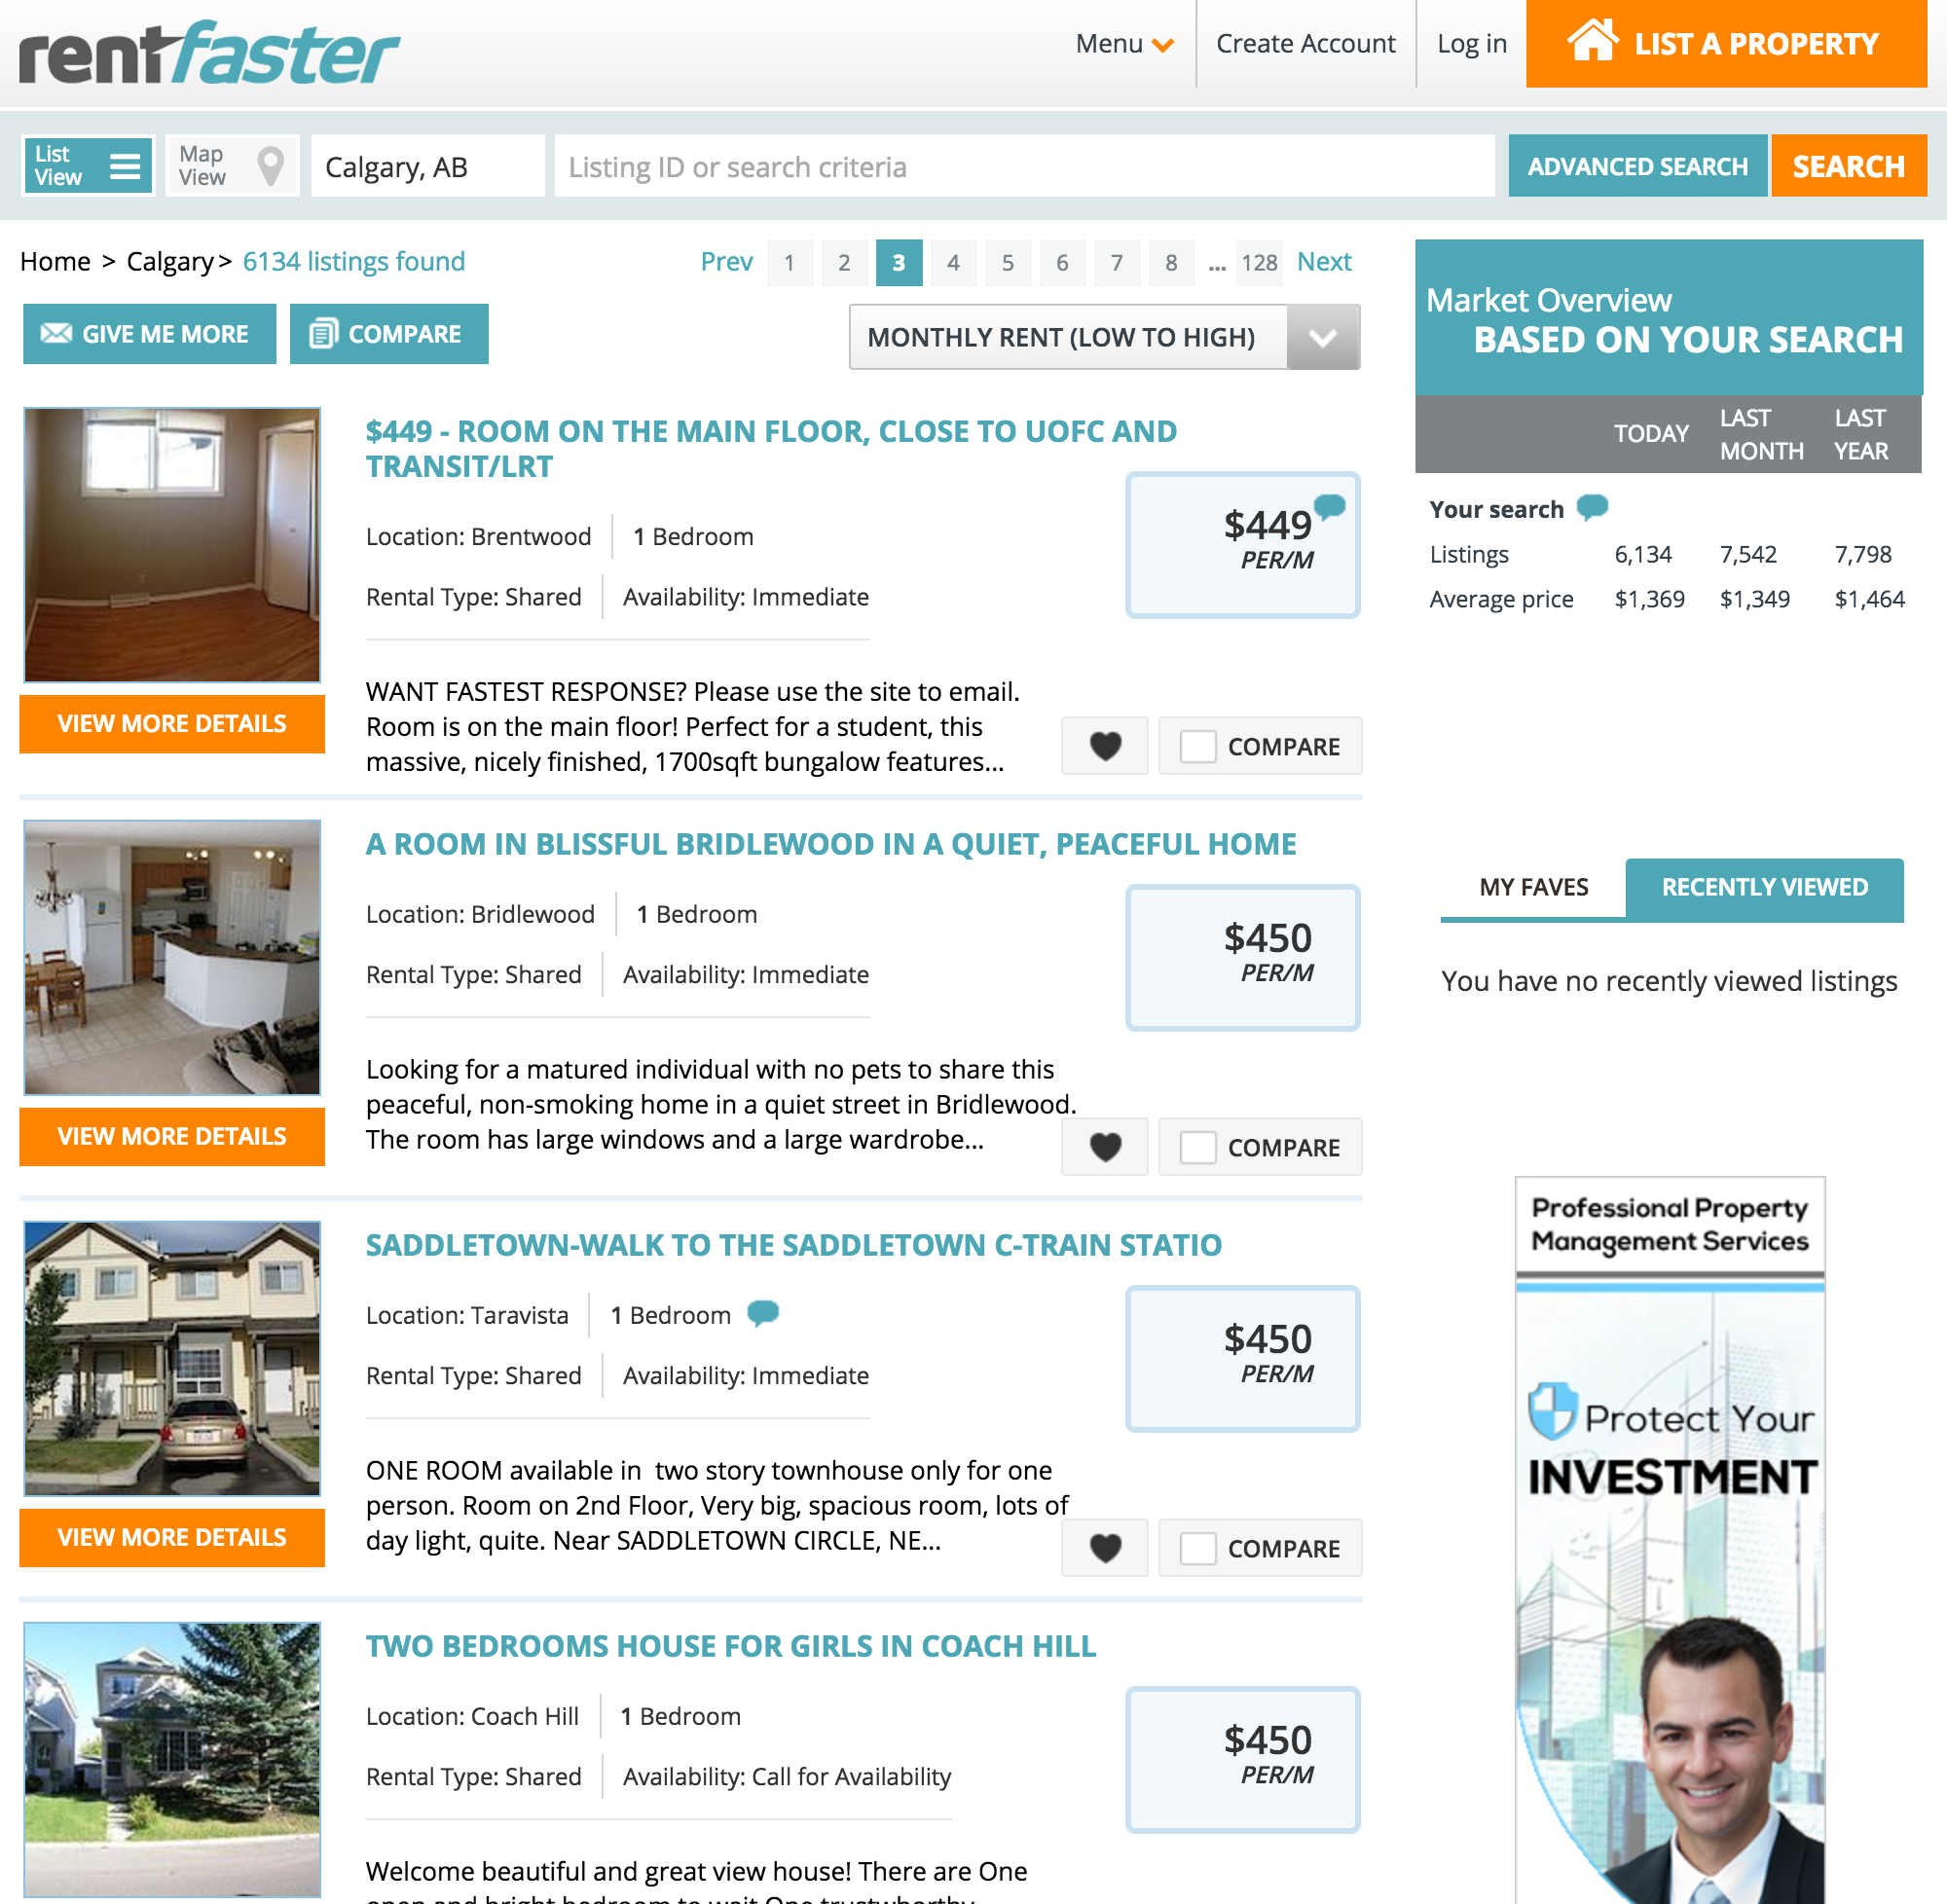 rentfaster
Menu
Create Account
Log in
LIST A PROPERTY
List
View
Map
View
Calgary, AB
Listing ID or search criteria
ADVANCED SEARCH
SEARCH
Home > Calgary > 6134 listings found
Prev 1 2 3 4 5 6 7 8 ... 128 Next
GIVE ME MORE
COMPARE
MONTHLY RENT (LOW TO HIGH)
$449 - ROOM ON THE MAIN FLOOR, CLOSE TO UOFC AND
TRANSIT/LRT
Location: Brentwood 1 Bedroom
Rental Type: Shared Availability: Immediate
$449
PER/M
WANT FASTEST RESPONSE? Please use the site to email.
Room is on the main floor! Perfect for a student, this
massive, nicely finished, 1700sqft bungalow features...
VIEW MORE DETAILS
COMPARE
A ROOM IN BLISSFUL BRIDLEWOOD IN A QUIET, PEACEFUL HOME
Location: Bridlewood 1 Bedroom
Rental Type: Shared Availability: Immediate
$450
PER/M
Looking for a matured individual with no pets to share this
peaceful, non-smoking home in a quiet street in Bridlewood.
The room has large windows and a large wardrobe...
VIEW MORE DETAILS
COMPARE
SADDLETOWN-WALK TO THE SADDLETOWN C-TRAIN STATIO
Location: Taravista 1 Bedroom
Rental Type: Shared Availability: Immediate
$450
PER/M
ONE ROOM available in  two story townhouse only for one
person. Room on 2nd Floor, Very big, spacious room, lots of
day light, quite. Near SADDLETOWN CIRCLE, NE...
VIEW MORE DETAILS
COMPARE
TWO BEDROOMS HOUSE FOR GIRLS IN COACH HILL
Location: Coach Hill 1 Bedroom
Rental Type: Shared Availability: Call for Availability
$450
PER/M
Welcome beautiful and great view house! There are One
open and bright bedroom to wait One trustworthy
Market Overview
BASED ON YOUR SEARCH
TODAY LAST MONTH LAST YEAR
Your search
Listings 6,134 7,542 7,798
Average price $1,369 $1,349 $1,464
MY FAVES
RECENTLY VIEWED
You have no recently viewed listings
Professional Property
Management Services
Protect Your
INVESTMENT